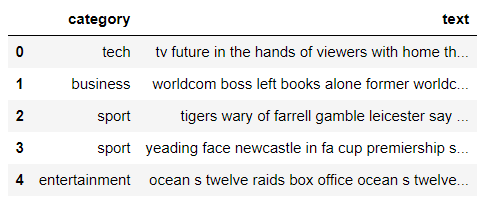 category text
0 tech tv future in the hands of viewers with home th...
1 business worldcom boss left books alone former worldc...
2 sport tigers wary of farrell gamble leicester say ...
3 sport yeading face newcastle in fa cup premiership s...
4 entertainment ocean s twelve raids box office ocean s twelve...